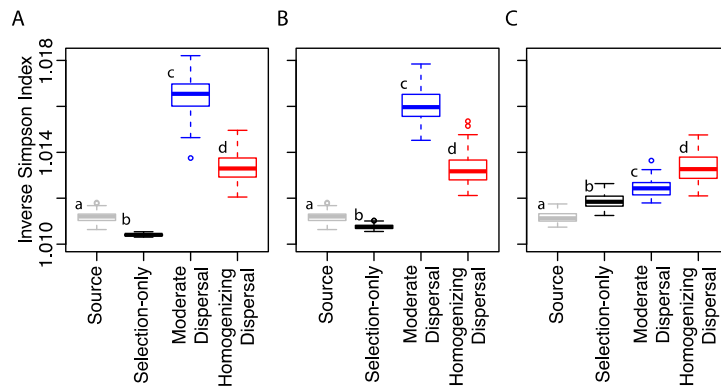 A
B
C
Inverse Simpson Index
1.010
1.014
1.018
a
b
c
d
a
b
c
d
a
b
c
d
Source
Selection-only
Moderate
Dispersal
Homogenizing
Dispersal
Source
Selection-only
Moderate
Dispersal
Homogenizing
Dispersal
Source
Selection-only
Moderate
Dispersal
Homogenizing
Dispersal